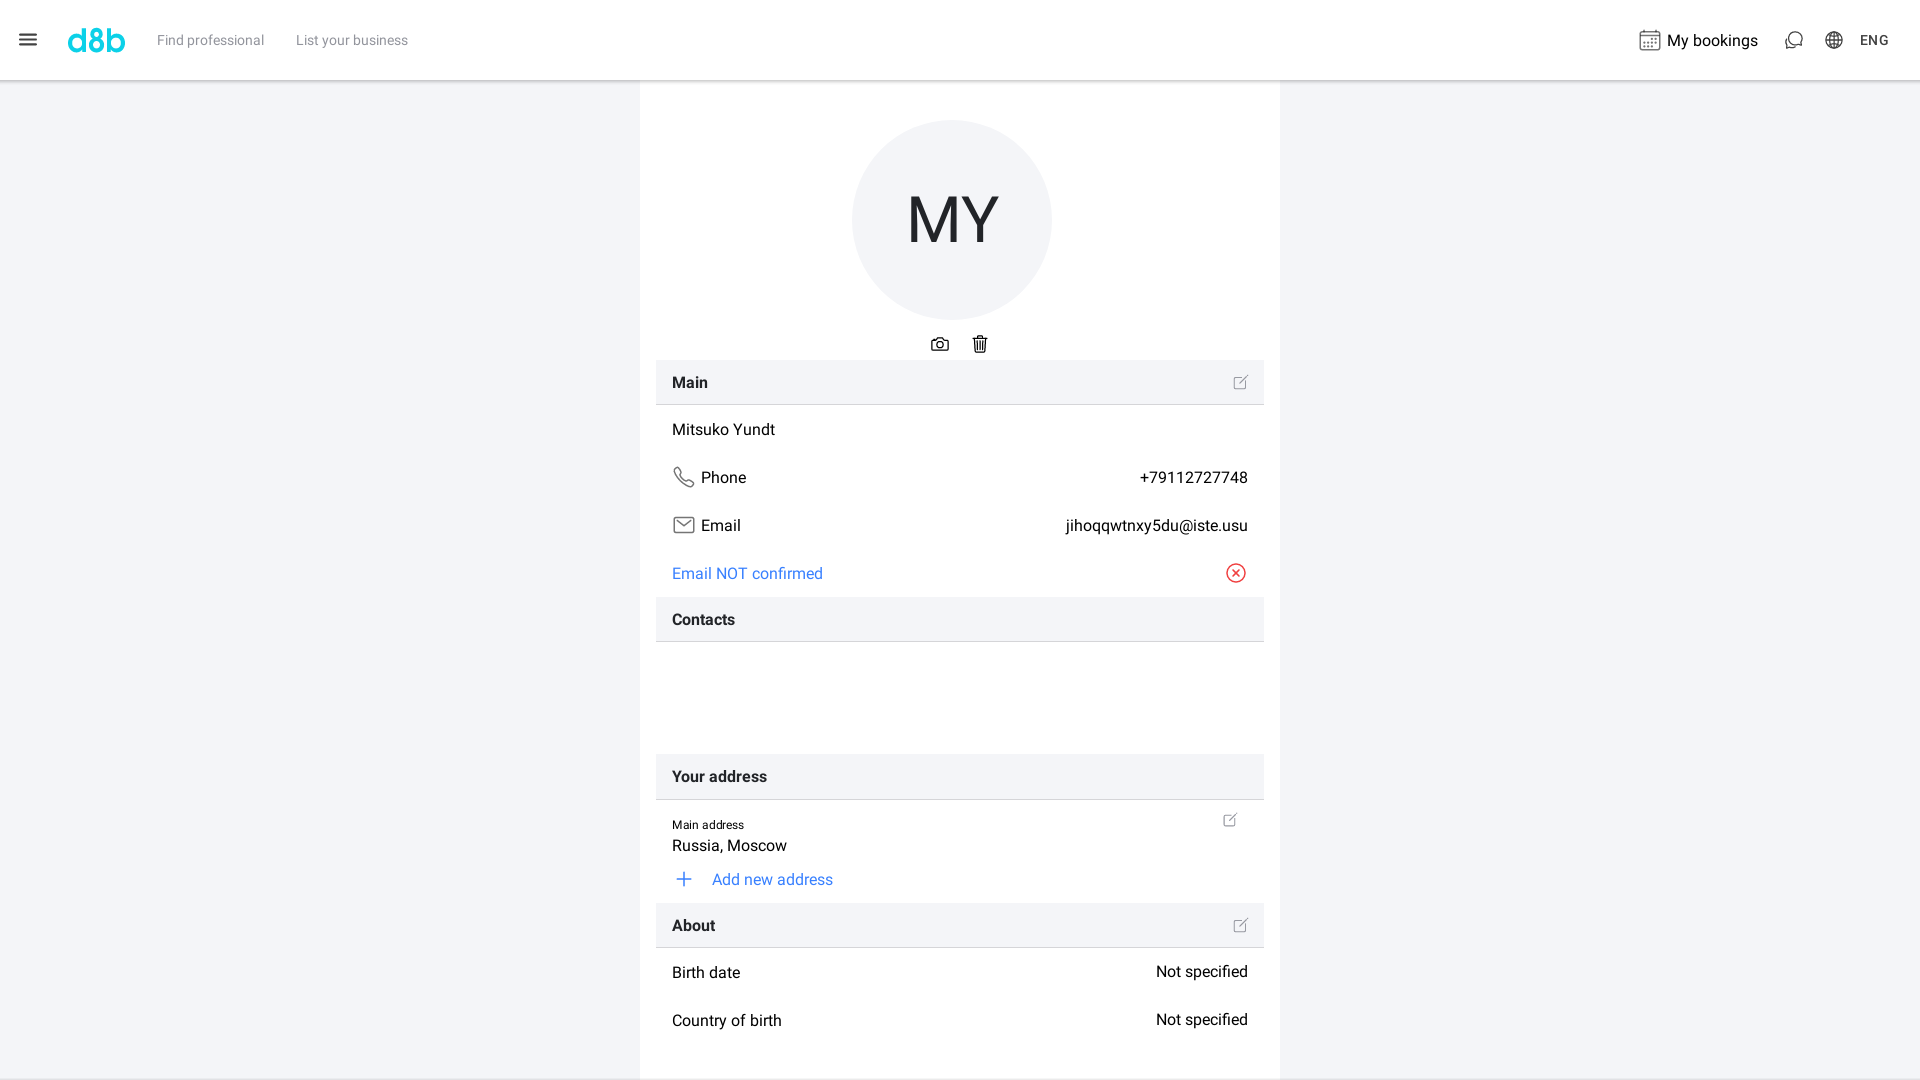 d8b
Find professional
List your business
My bookings
ENG
MY
Main
Mitsuko Yundt
Phone
+79112727748
Email
jihoqqwtnxy5du@iste.usu
Email NOT confirmed
Contacts
Your address
Main address
Russia, Moscow
Add new address
About
Birth date
Not specified
Country of birth
Not specified